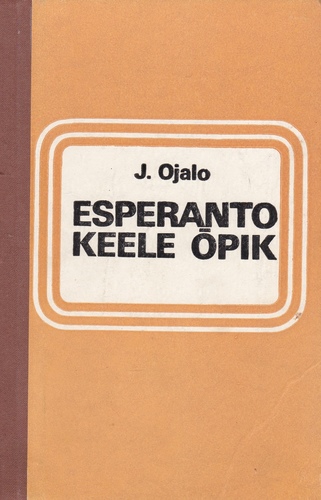 J. Ojalo
ESPERANTO
KEELE ÕPIK